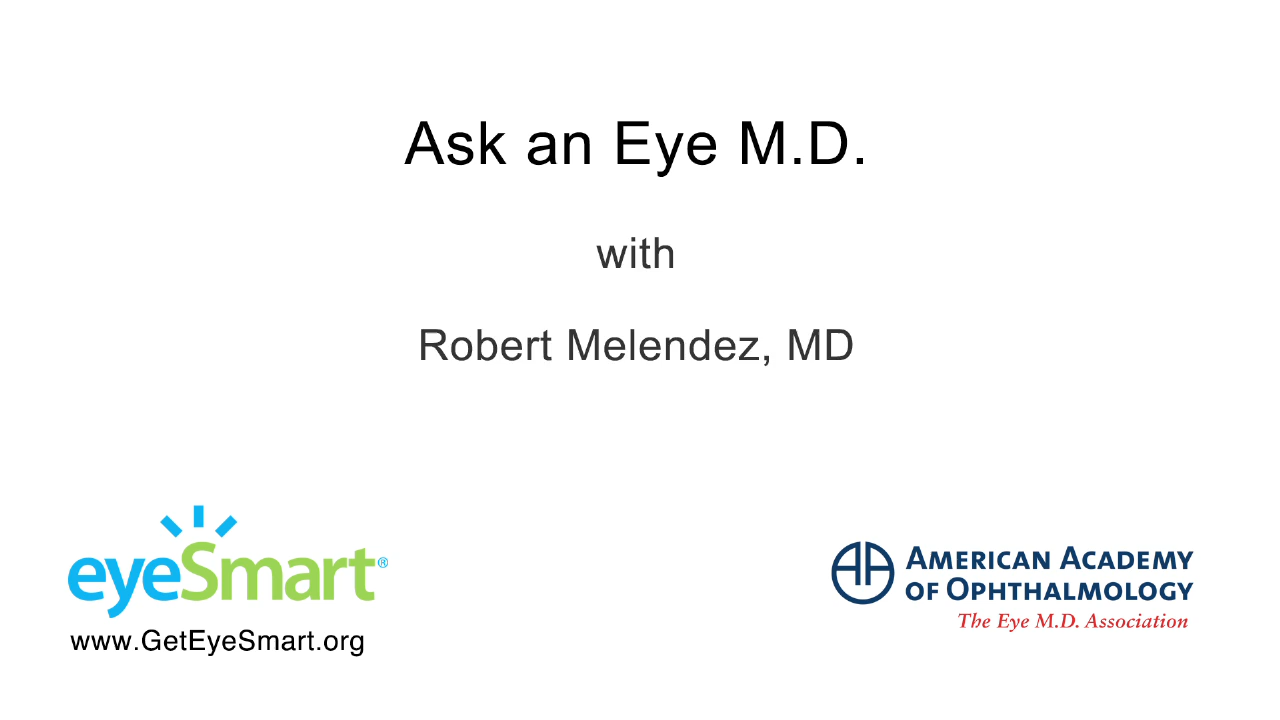 Ask an Eye M.D.
with
Robert Melendez, MD
eyeSmart®
www.GetEyeSmart.org
AMERICAN ACADEMY
OF OPHTHALMOLOGY
The Eye M.D. Association